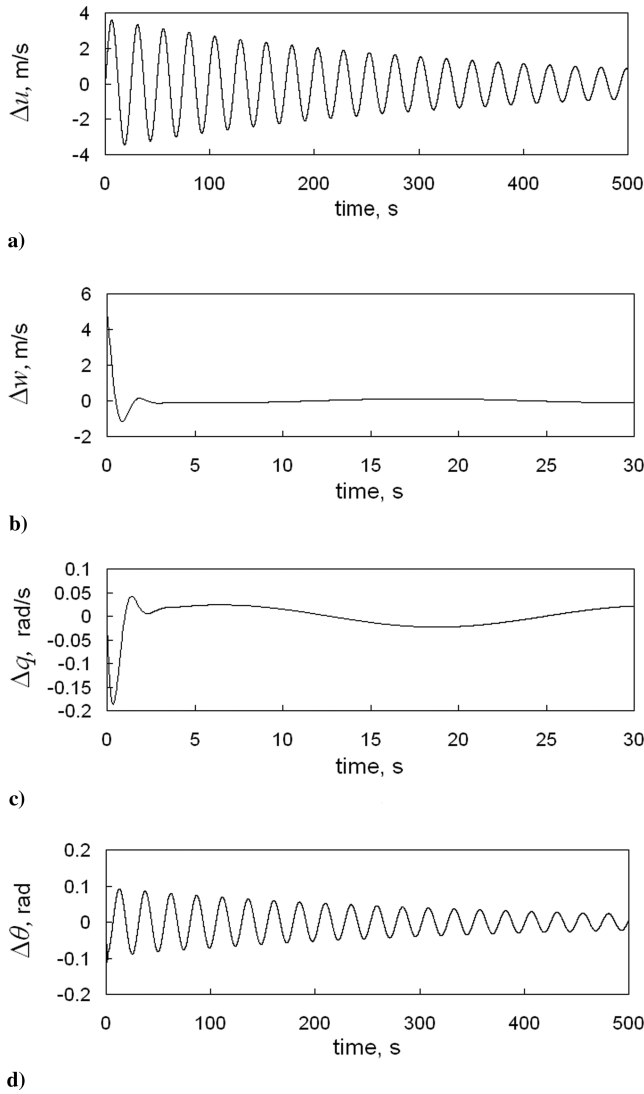 Δu, m/s
4
2
0
-2
-4
0 100 200 300 400 500
time, s
a)
Δw, m/s
6
4
2
0
-2
0 5 10 15 20 25 30
time, s
b)
Δq, rad/s
0.1
0.05
0
-0.05
-0.1
-0.15
-0.2
0 5 10 15 20 25 30
time, s
c)
Δθ, rad
0.2
0.1
0
-0.1
-0.2
0 100 200 300 400 500
time, s
d)